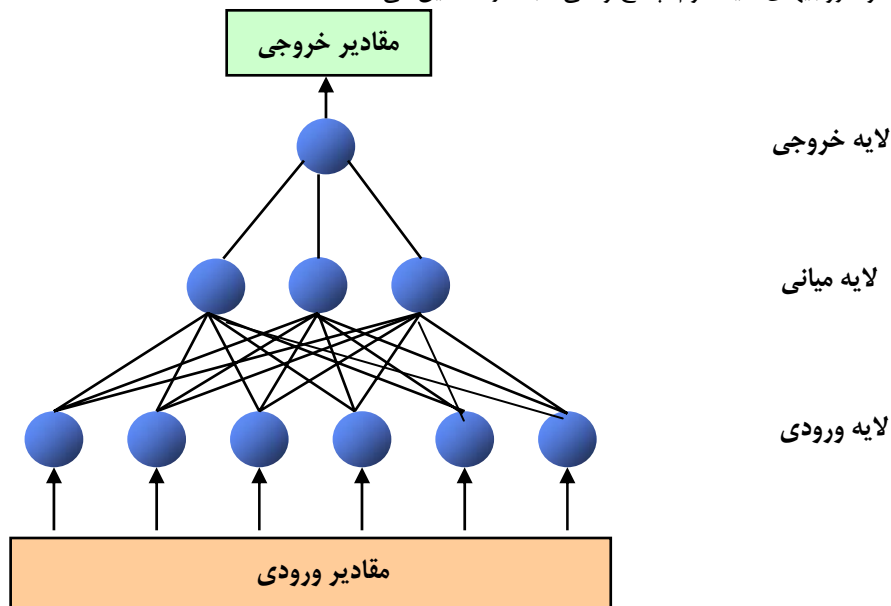 مقادیر خروجی
لایه خروجی
لایه میانی
لایه ورودی
مقادیر ورودی